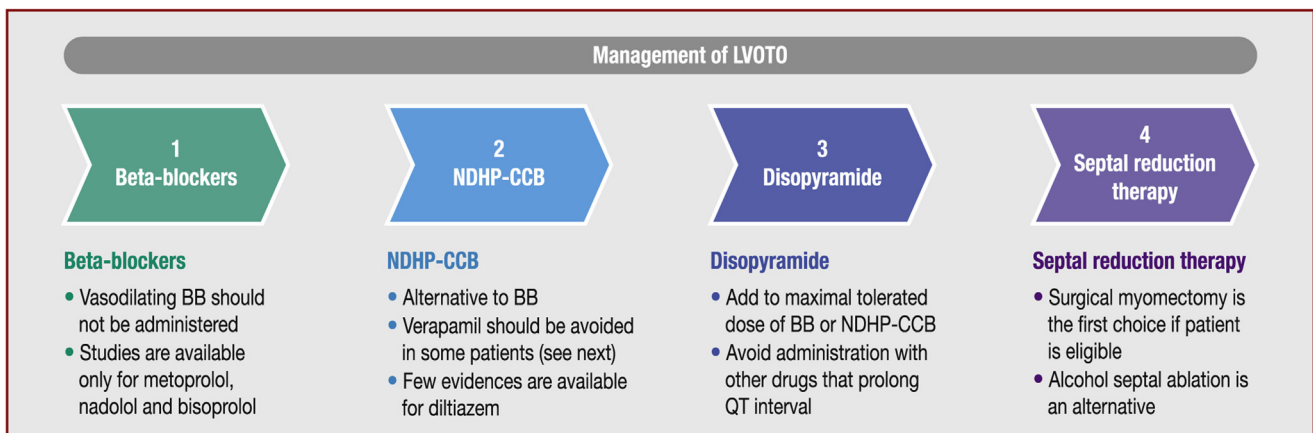 Management of LVOTO
1
Beta-blockers
2
NDHP-CCB
3
Disopyramide
4
Septal reduction
therapy
Beta-blockers
• Vasodilating BB should
not be administered
• Studies are available
only for metoprolol,
nadolol and bisoprolol
NDHP-CCB
• Alternative to BB
• Verapamil should be avoided
in some patients (see next)
• Few evidences are available
for diltiazem
Disopyramide
• Add to maximal tolerated
dose of BB or NDHP-CCB
• Avoid administration with
other drugs that prolong
QT interval
Septal reduction therapy
• Surgical myomectomy is
the first choice if patient
is eligible
• Alcohol septal ablation is
an alternative